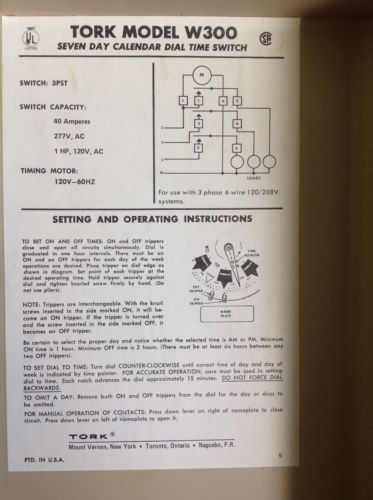 UL
LISTED
TORK MODEL W300
SEVEN DAY CALENDAR DIAL TIME SWITCH
SA
SWITCH: 3PST
SWITCH CAPACITY:
40 Amperes
277V, AC
1 HP, 120V, AC
TIMING MOTOR:
120V—60HZ
M
L
L
L
N
LOADS
For use with 3 phase 4-wire 120/208V.
systems.
SETTING AND OPERATING INSTRUCTIONS
TO SET ON AND OFF TIMES: ON and OFF trippers
close and open all circuits simultaneously. Dial is
graduated in one hour intervals. There must be an
ON and an OFF tripper for each day of the week
operations are desired. Place tripper on dial edge as
shown in diagram. Set point of each tripper at the
desired operating time. Hold tripper securely against
dial and tighten knurled screw firmly by hand. (Do
not use pliers).
TIME
POINTER
OFF
TRIPPER
ON
TRIPPER
NAME
PLATE
NOTE: Trippers are interchangeable. With the knurl
screws inserted in the side marked ON, it will be-
come an ON tripper. If the tripper is turned over
and the screw inserted in the side marked OFF, it
becomes an OFF tripper.
Be certain to select the proper day and notice whether the selected time is AM or PM. Minimum
ON time is 1 hour. Minimum OFF time is 2 hours. (There must be at least six hours between any
two OFF trippers).
TO SET DIAL TO TIME: Turn dial COUNTER-CLOCKWISE until correct time of day and day of
week is indicated by time pointer. FOR ACCURATE OPERATION, care must be used in setting
dial to time. Each notch advances the dial approximately 15 minutes. DO NOT FORCE DIAL
BACKWARDS.
TO OMIT A DAY: Remove both ON and OFF trippers from the dial for the day or days to
be omitted.
FOR MANUAL OPERATION OF CONTACTS: Press down lever on right of nameplate to close
circuit. Press down lever on left of nameplate to open it.
TORK®
Mount Vernon, New York • Toronto, Ontario • Naguabo, P.R.
PTD. IN U.S.A.